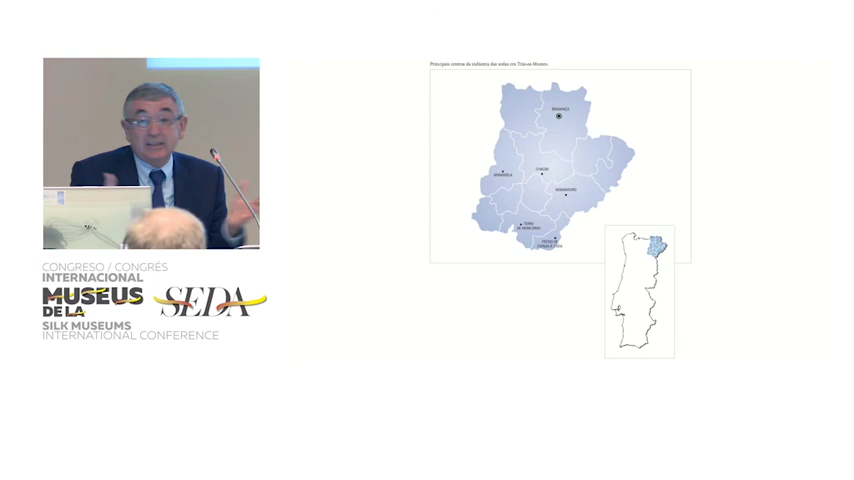 Principais centros da indústria das sedas em Trás-os-Montes.
BRAGANÇA
CHACIM
MIRANDELA
MOGADOURO
TORRE
DE MONCORVO
FREIXO DE
ESPADA À CINTA
CONGRESO / CONGRÉS
INTERNACIONAL
MUSEUS
DE LA
SEDA
SILK MUSEUMS
INTERNATIONAL CONFERENCE